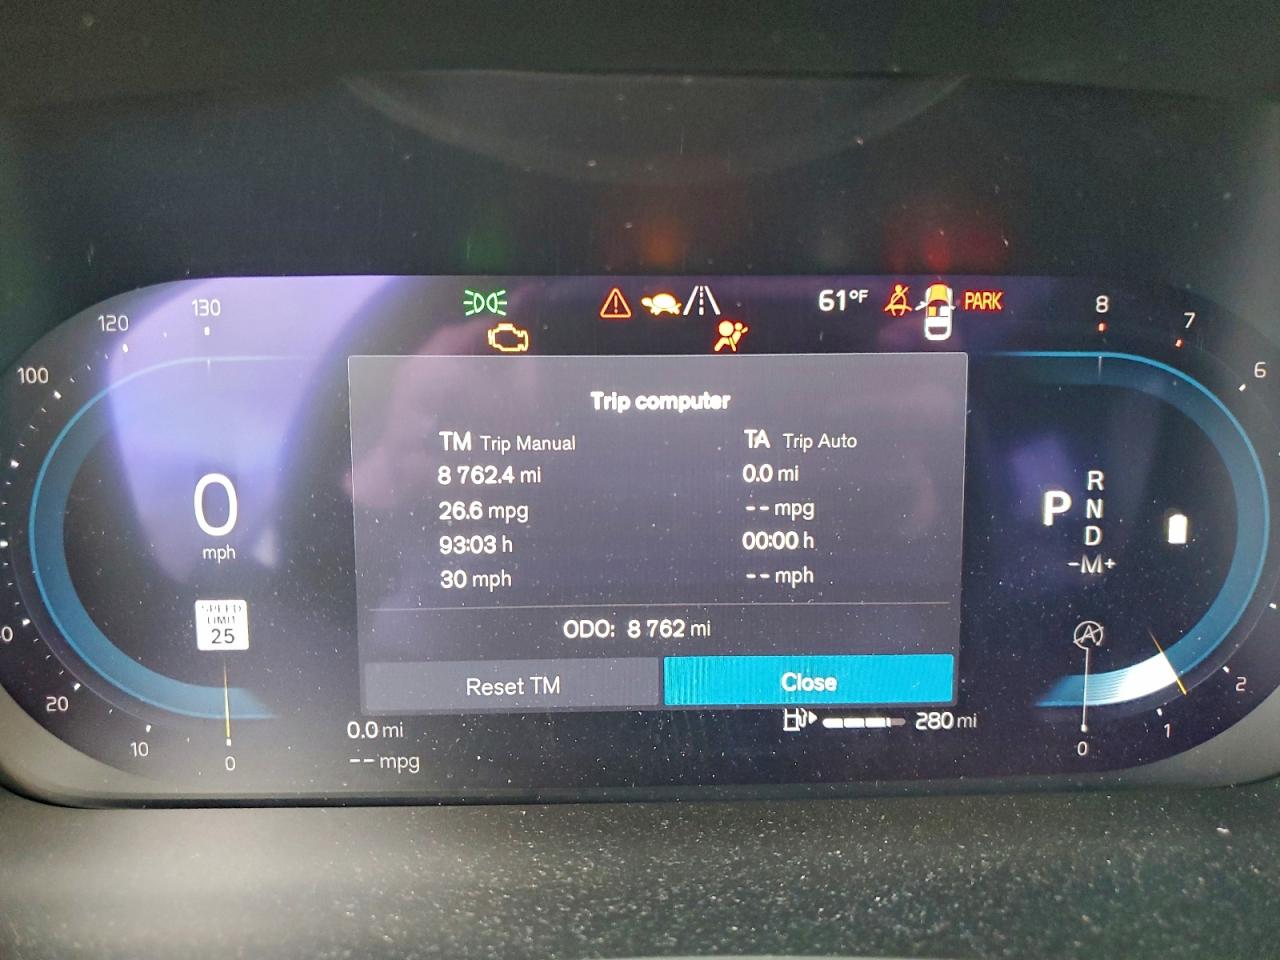 130
120
100
20
10
0
61°F
PARK
8
7
6
2
1
0
0
mph
SPEED
LIMIT
25
Trip computer
TM Trip Manual
8 762.4 mi
26.6 mpg
93:03 h
30 mph
TA Trip Auto
0.0 mi
-- mpg
00:00 h
-- mph
ODO: 8 762 mi
Reset TM
Close
0.0 mi
-- mpg
280 mi
P
R
N
D
-M+
A